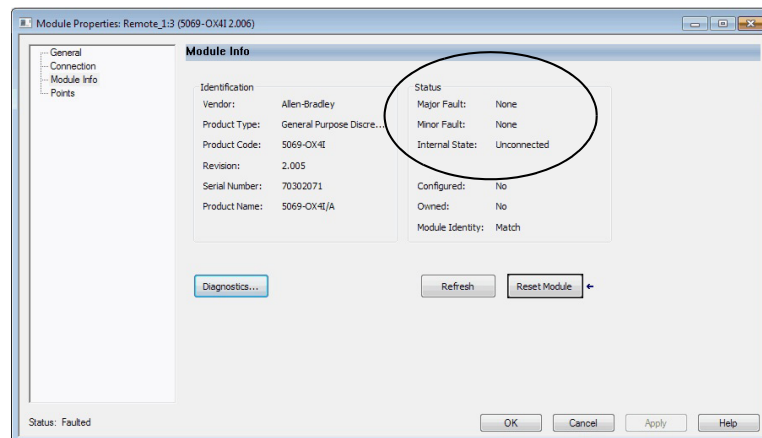 Module Properties: Remote_1:3 (5069-OX4I 2.006)
General
Connection
Module Info
Points
Module Info
Identification
Vendor: Allen-Bradley
Product Type: General Purpose Discre...
Product Code: 5069-OX4I
Revision: 2.005
Serial Number: 70302071
Product Name: 5069-OX4I/A
Status
Major Fault: None
Minor Fault: None
Internal State: Unconnected
Configured: No
Owned: No
Module Identity: Match
Diagnostics...
Refresh
Reset Module
Status: Faulted
OK
Cancel
Apply
Help